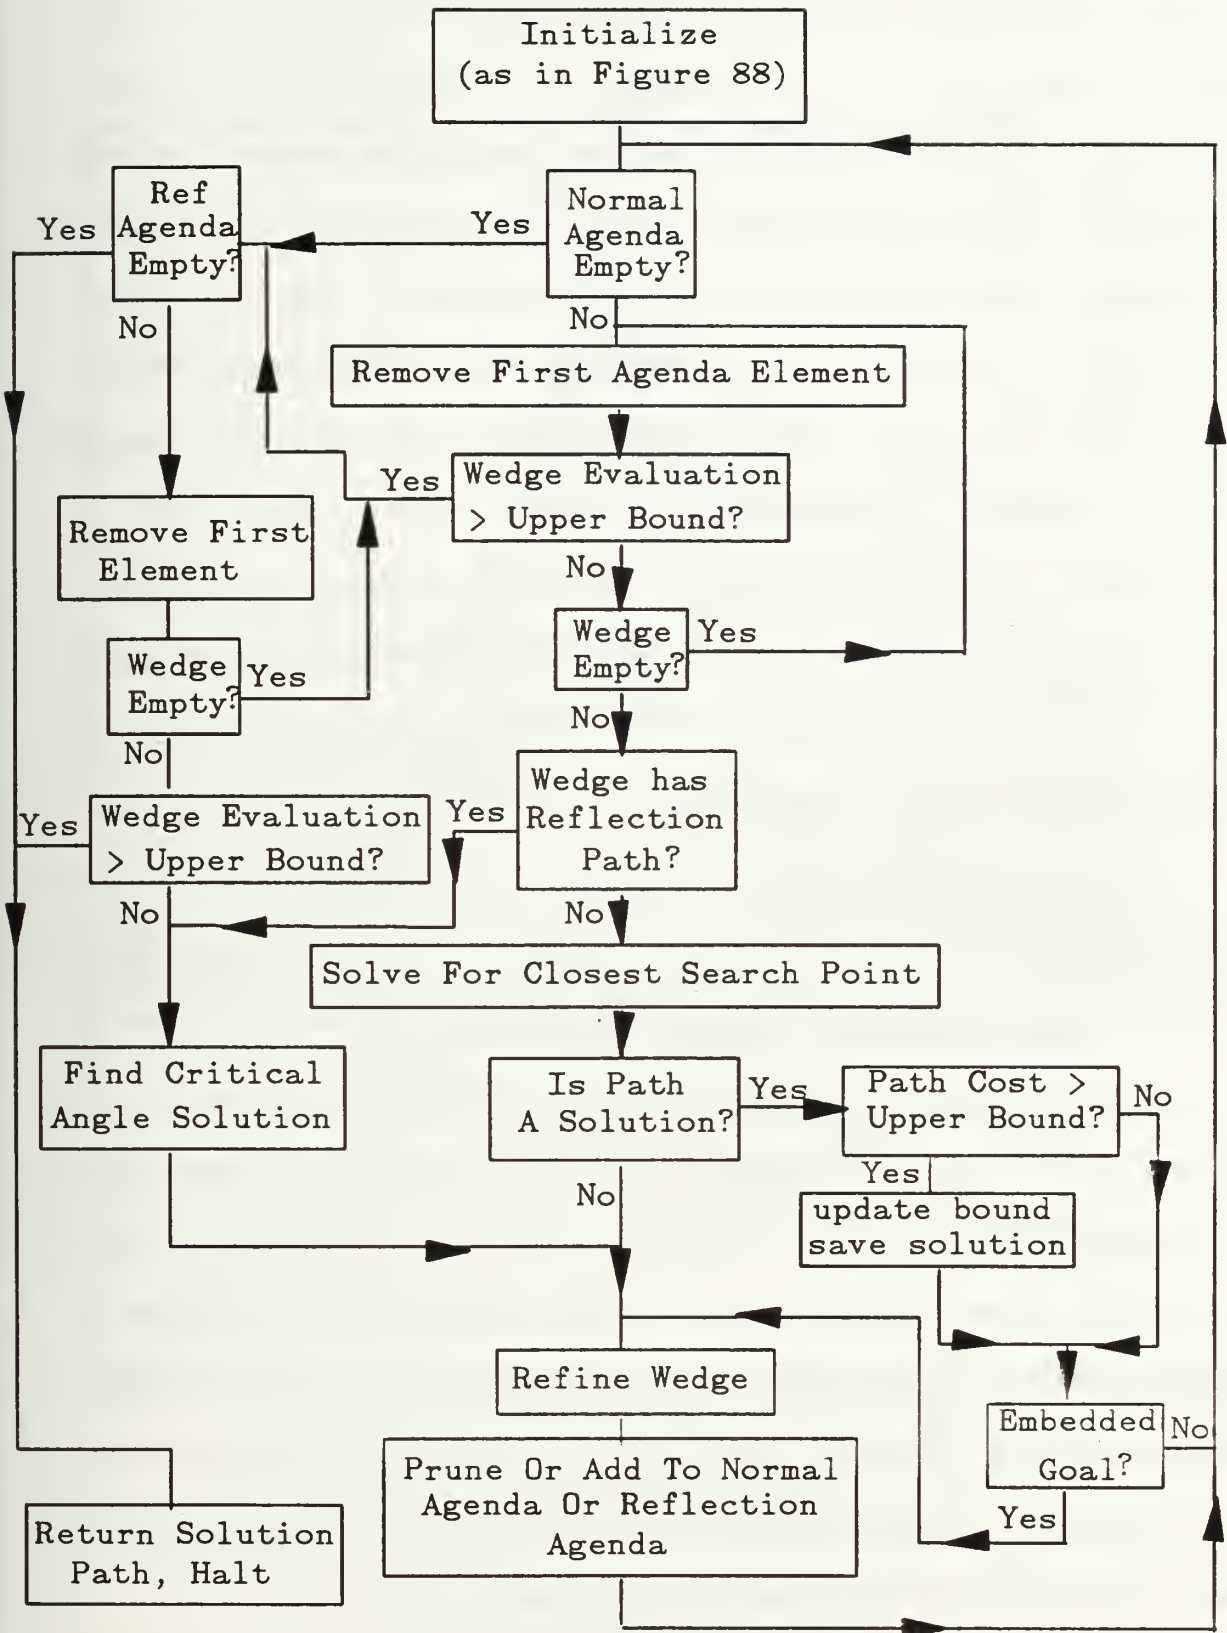 Initialize
(as in Figure 88)
Normal
Agenda
Empty?
Yes
No
Ref
Agenda
Empty?
Yes
No
Remove First Agenda Element
Wedge Evaluation
> Upper Bound?
Yes
No
Remove First
Element
Wedge
Empty?
Yes
No
Wedge
Empty?
Yes
No
Wedge Evaluation
> Upper Bound?
Yes
No
Wedge has
Reflection
Path?
Yes
No
Solve For Closest Search Point
Find Critical
Angle Solution
Is Path
A Solution?
Yes
No
Path Cost >
Upper Bound?
No
Yes
update bound
save solution
Refine Wedge
Embedded
Goal?
No
Yes
Prune Or Add To Normal
Agenda Or Reflection
Agenda
Return Solution
Path, Halt